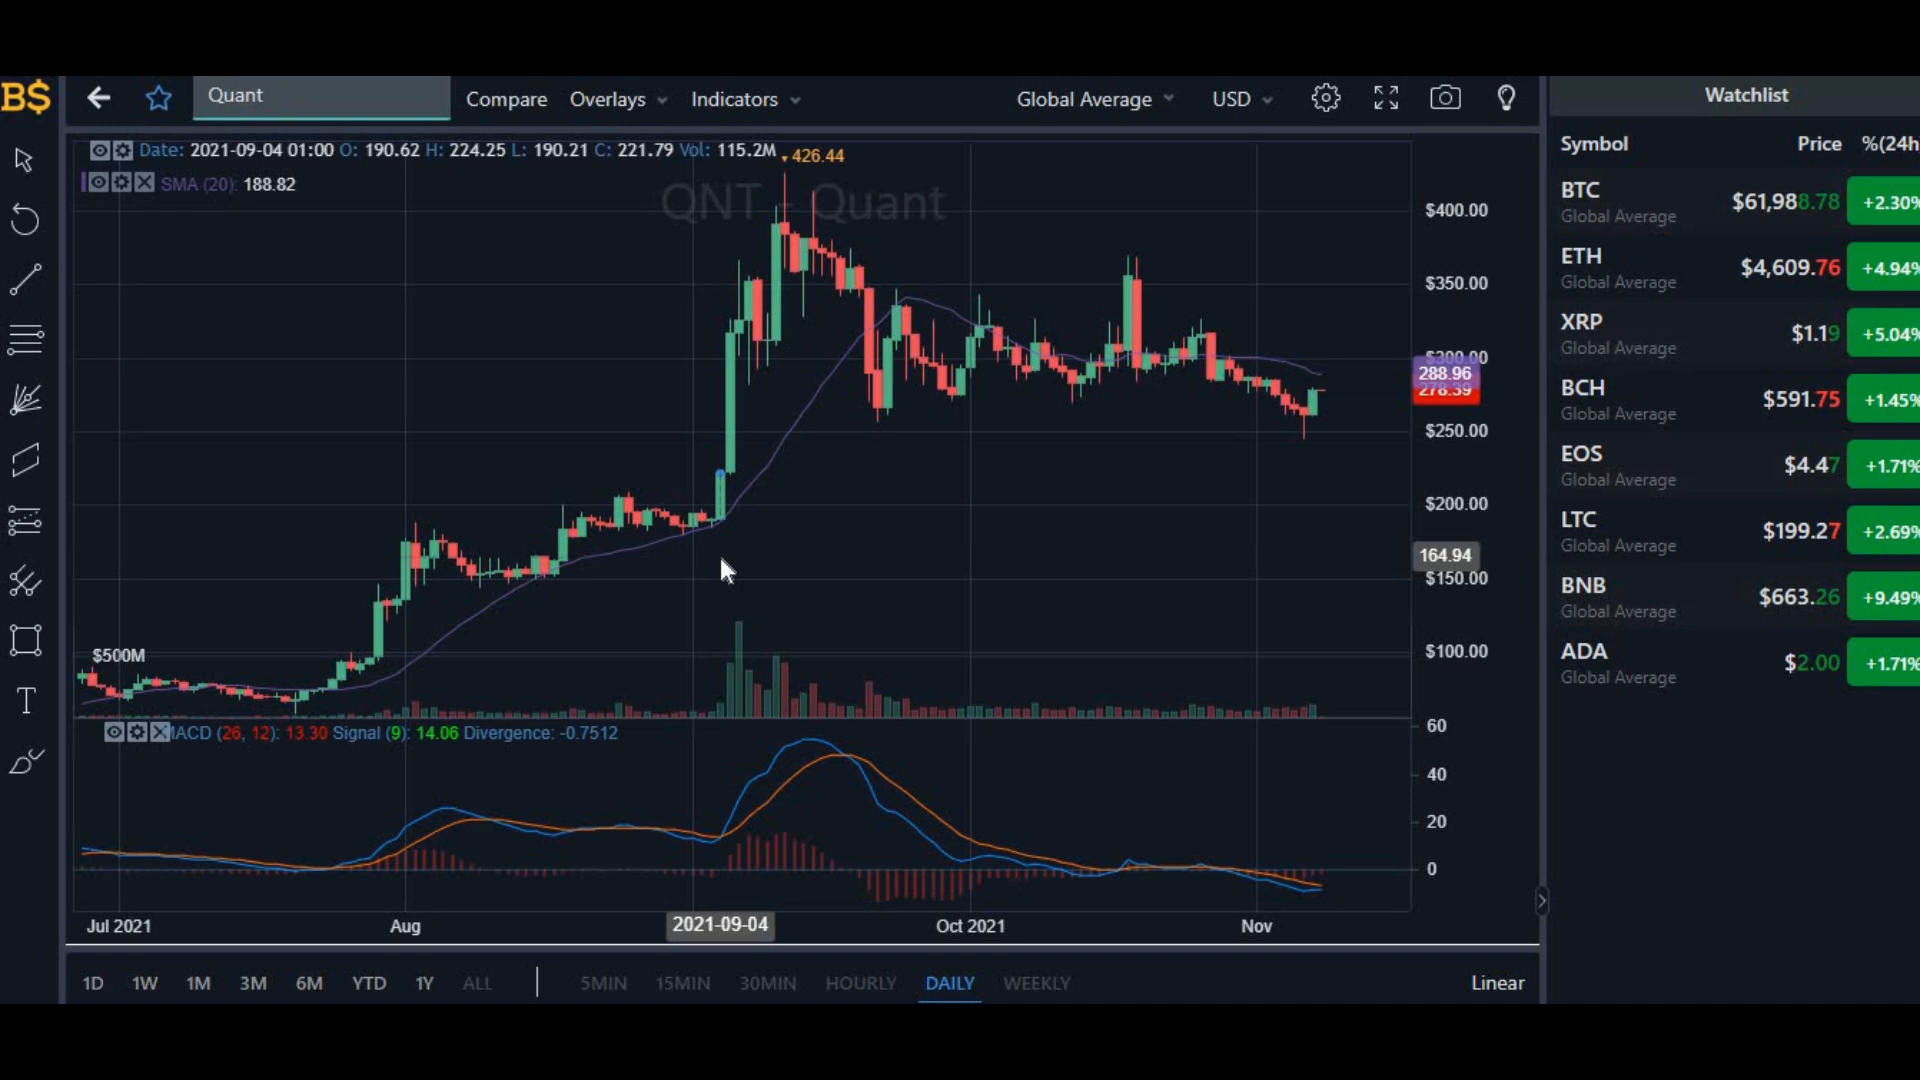 B$
Quant
Compare Overlays Indicators
Global Average USD
Watchlist
Date: 2021-09-04 01:00 O: 190.62 H: 224.25 L: 190.21 C: 221.79 Vol: 115.2M
426.44
SMA (20): 188.82
QNT - Quant
$400.00
$350.00
$300.00
288.96
278.39
$250.00
$200.00
164.94
$150.00
$100.00
$500M
MACD (26, 12): 13.30 Signal (9): 14.06 Divergence: -0.7512
60
40
20
0
Jul 2021 Aug 2021-09-04 Oct 2021 Nov
1D 1W 1M 3M 6M YTD 1Y ALL 5MIN 15MIN 30MIN HOURLY DAILY WEEKLY Linear
Symbol Price %(24h
BTC $61,988.78 +2.30%
Global Average
ETH $4,609.76 +4.94%
Global Average
XRP $1.19 +5.04%
Global Average
BCH $591.75 +1.45%
Global Average
EOS $4.47 +1.71%
Global Average
LTC $199.27 +2.69%
Global Average
BNB $663.26 +9.49%
Global Average
ADA $2.00 +1.71%
Global Average
T